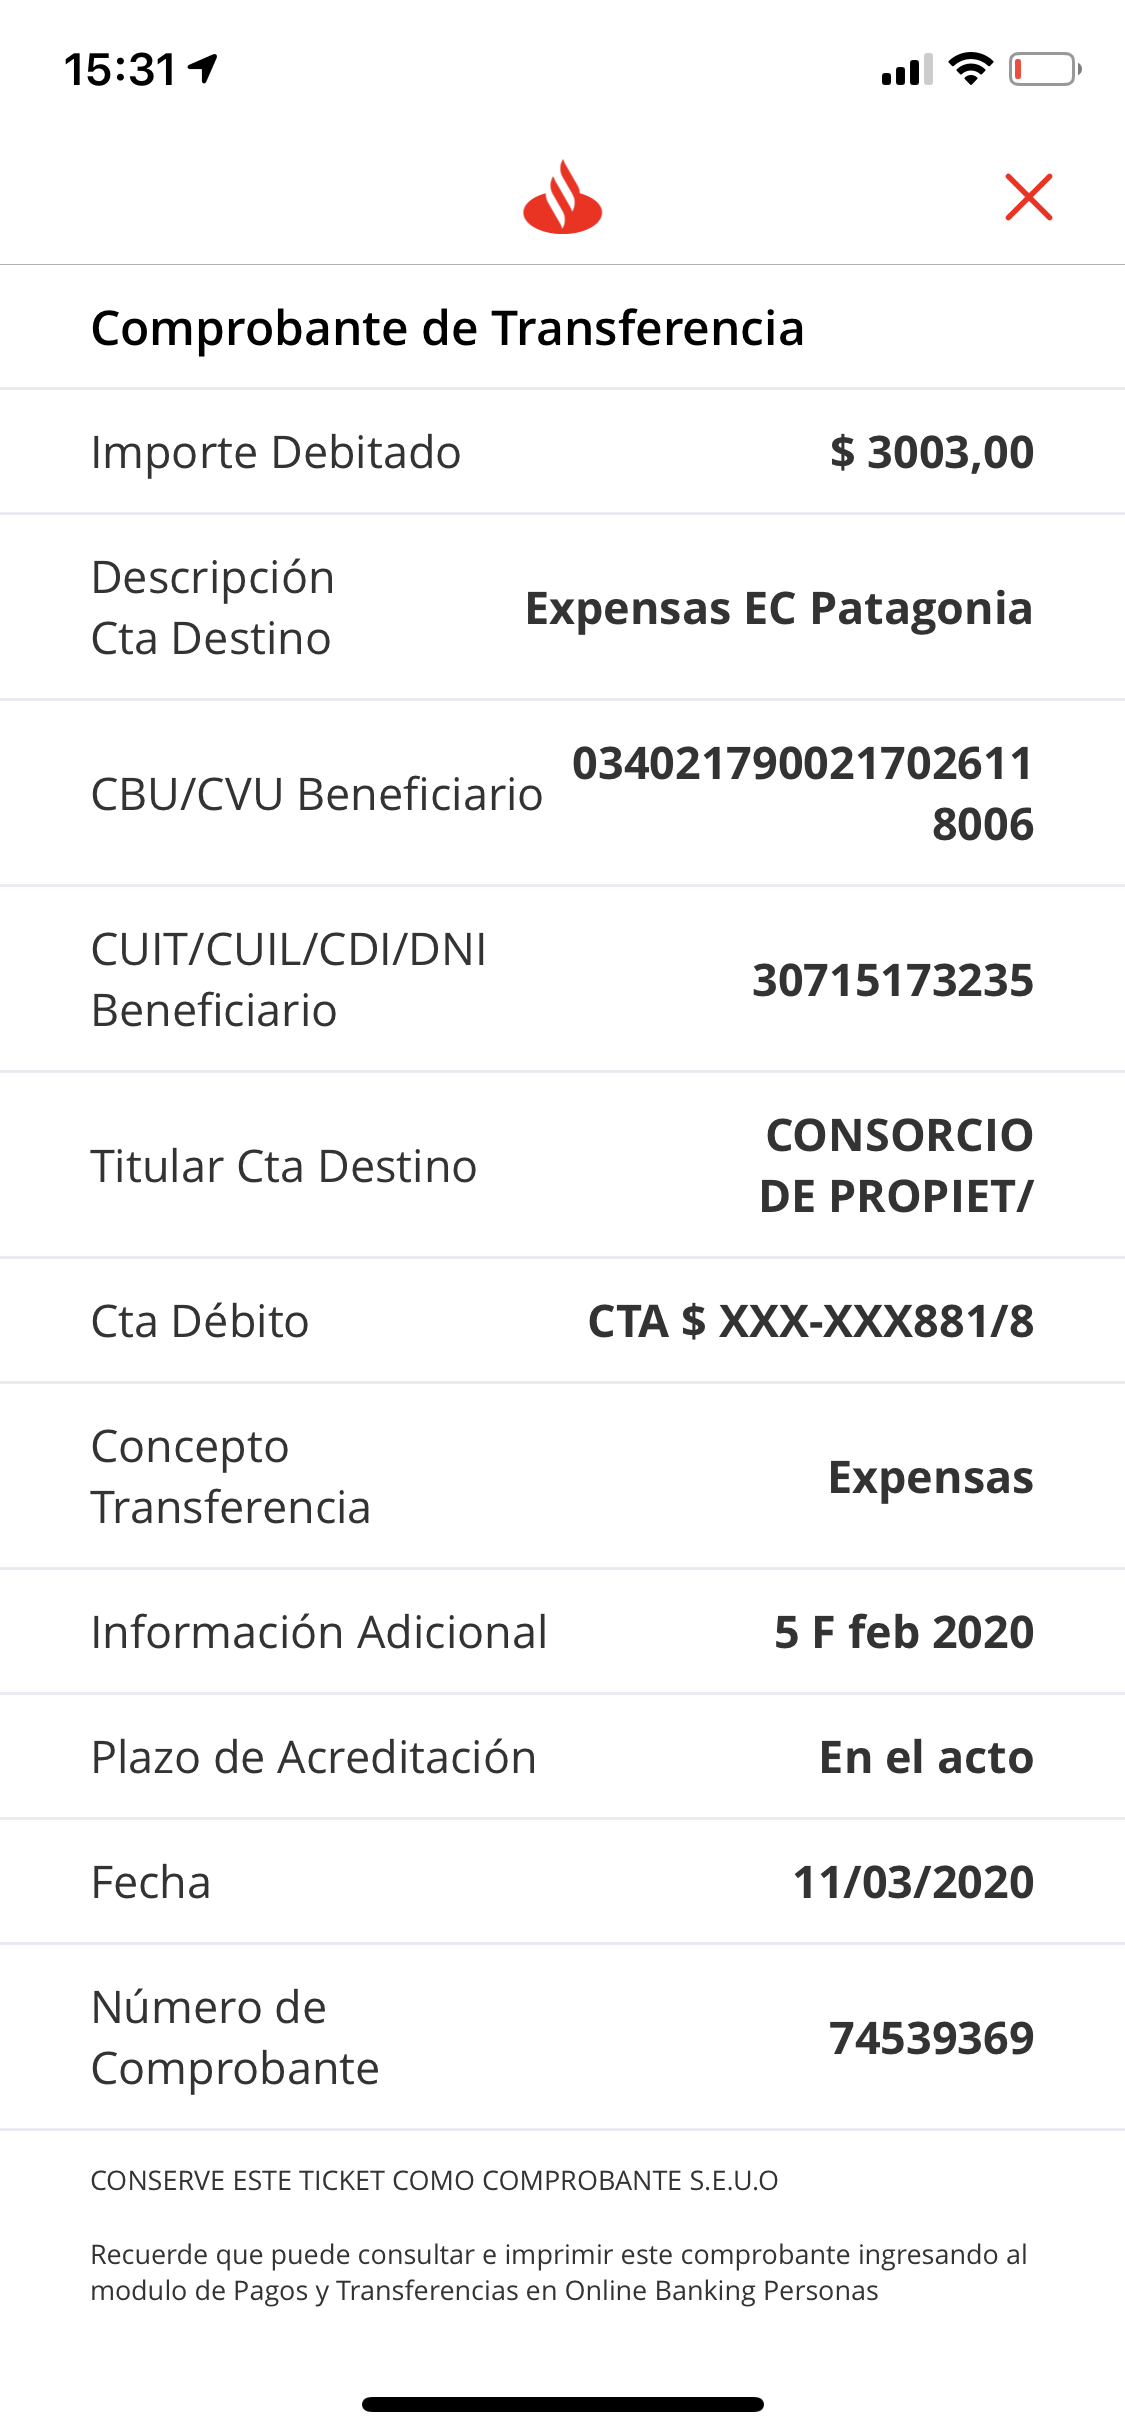 15:31
Comprobante de Transferencia
Importe Debitado $ 3003,00
Descripción
Cta Destino
Expensas EC Patagonia
CBU/CVU Beneficiario
034021790021702611
8006
CUIT/CUIL/CDI/DNI
Beneficiario
30715173235
Titular Cta Destino
CONSORCIO
DE PROPIET/
Cta Débito CTA $ XXX-XXX881/8
Concepto
Transferencia
Expensas
Información Adicional 5 F feb 2020
Plazo de Acreditación En el acto
Fecha 11/03/2020
Número de
Comprobante
74539369
CONSERVE ESTE TICKET COMO COMPROBANTE S.E.U.O
Recuerde que puede consultar e imprimir este comprobante ingresando al
modulo de Pagos y Transferencias en Online Banking Personas